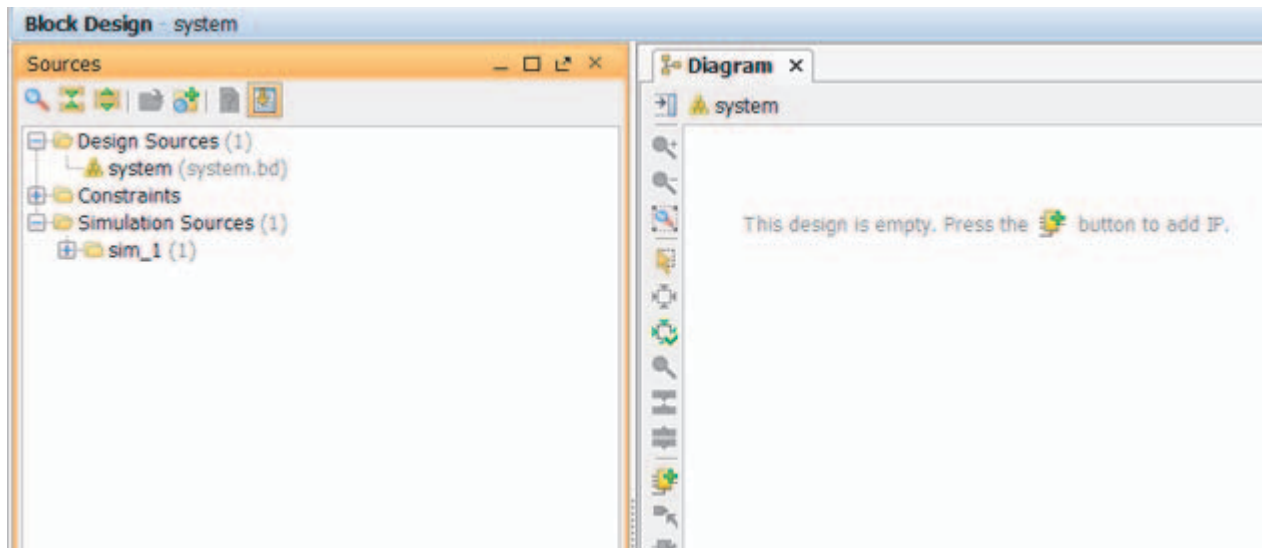 Block Design - system
Sources
Design Sources (1)
system (system.bd)
Constraints
Simulation Sources (1)
sim_1 (1)
Diagram
system
This design is empty. Press the button to add IP.